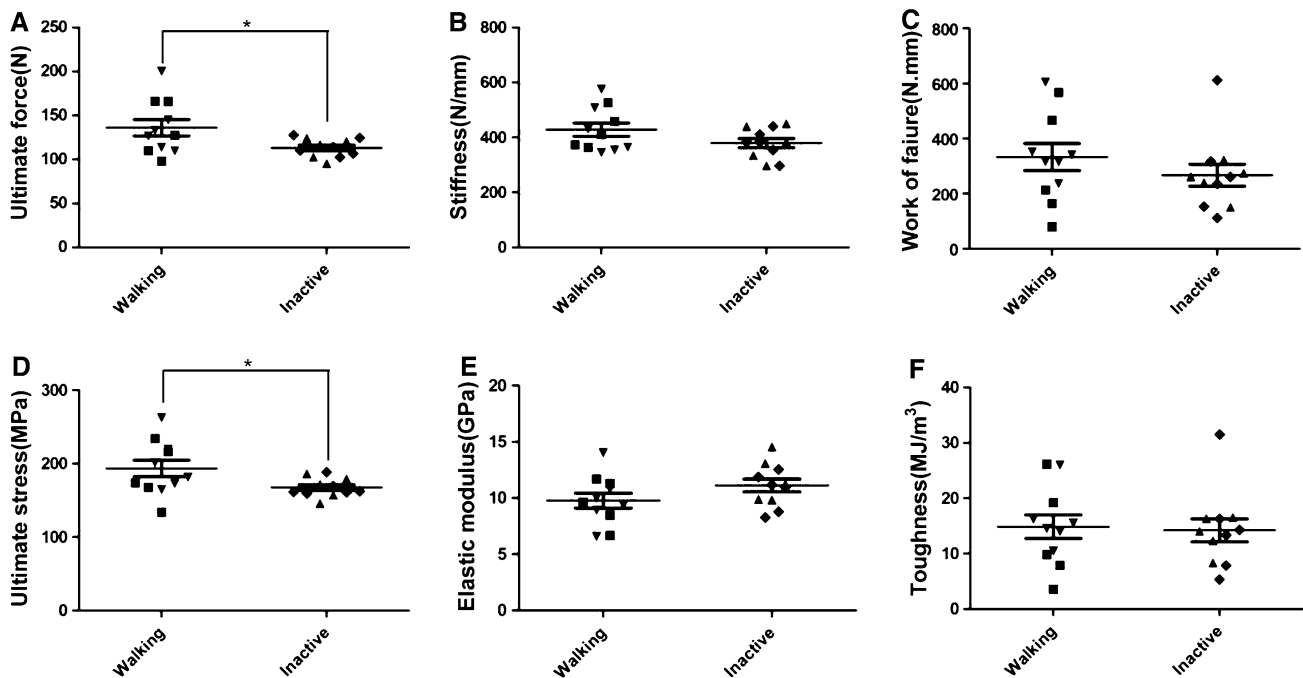 A
Ultimate force(N)
250
200
150
100
50
0
*
Walking
Inactive
B
Stiffness(N/mm)
800
600
400
200
0
Walking
Inactive
C
Work of faiure(N.mm)
800
600
400
200
0
Walking
Inactive
D
Ultimate stress(MPa)
300
200
100
0
*
Walking
Inactive
E
Elastic modulus(GPa)
20
15
10
5
0
Walking
Inactive
F
Toughness(MJ/m³)
40
30
20
10
0
Walking
Inactive